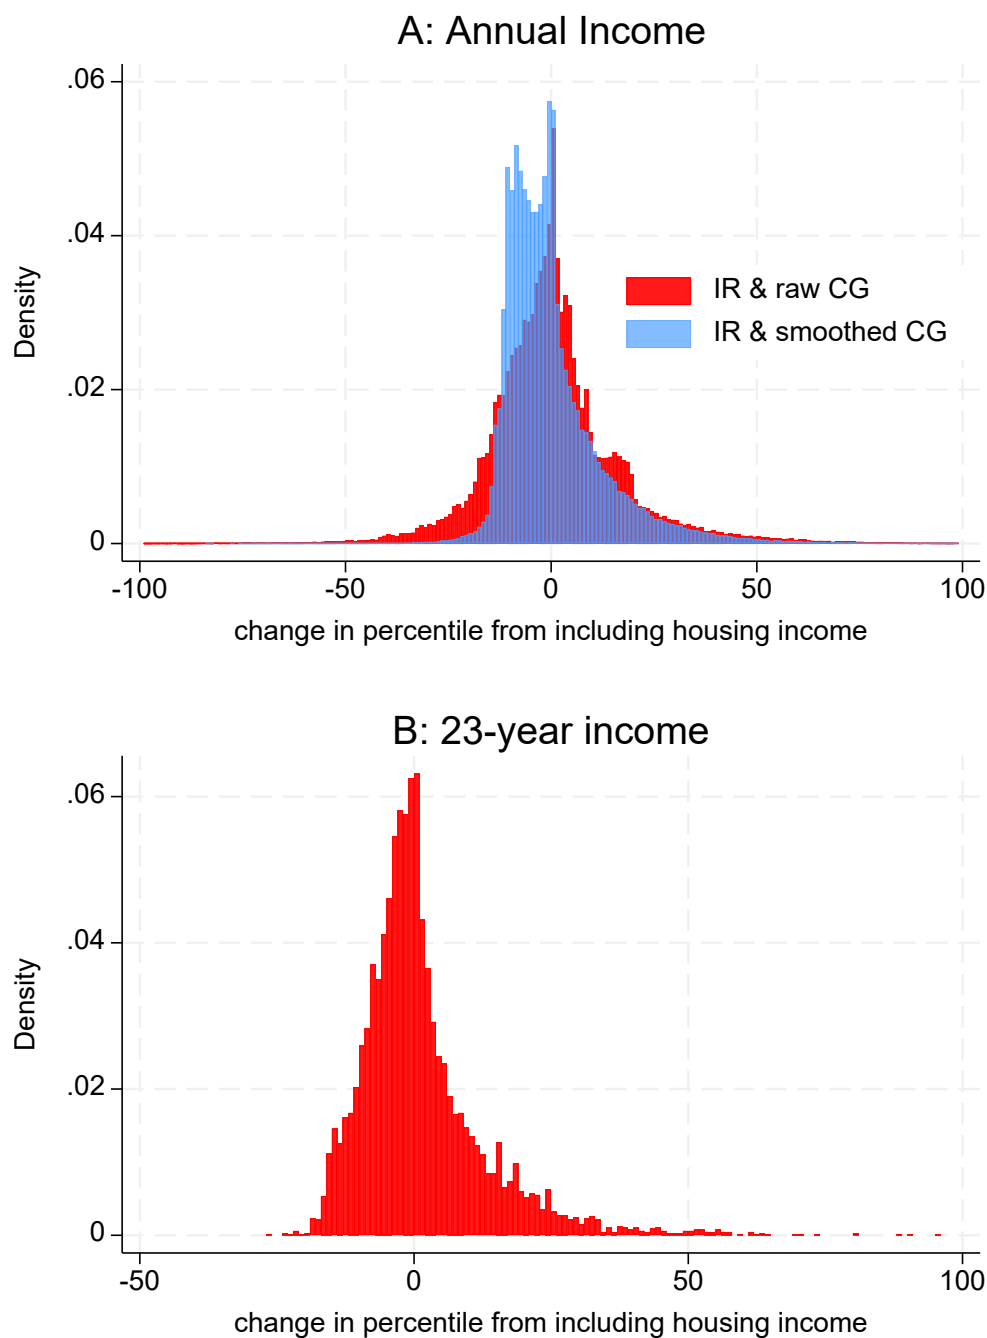 A: Annual Income
.06
.04
.02
0
Density
IR & raw CG
IR & smoothed CG
-100 -50 0 50 100
change in percentile from including housing income
B: 23-year income
.06
.04
.02
0
Density
-50 0 50 100
change in percentile from including housing income